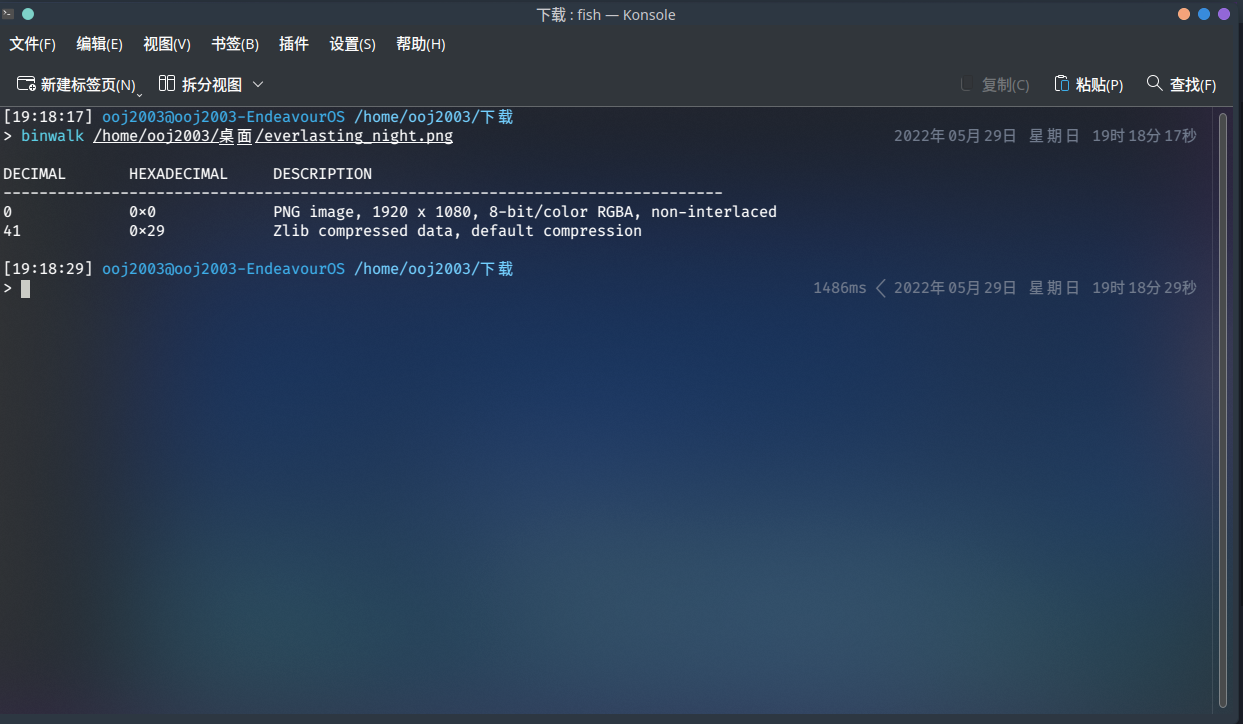 下载 : fish — Konsole
文件(F) 编辑(E) 视图(V) 书签(B) 插件 设置(S) 帮助(H)
新建标签页(N) 拆分视图 复制(C) 粘贴(P) 查找(F)
[19:18:17] ooj2003@ooj2003-EndeavourOS /home/ooj2003/下载
> binwalk /home/ooj2003/桌面/everlasting_night.png 2022年05月29日 星期日 19时18分17秒
DECIMAL HEXADECIMAL DESCRIPTION
--------------------------------------------------------------------------------
0 0x0 PNG image, 1920 x 1080, 8-bit/color RGBA, non-interlaced
41 0x29 Zlib compressed data, default compression
[19:18:29] ooj2003@ooj2003-EndeavourOS /home/ooj2003/下载
> 1486ms < 2022年05月29日 星期日 19时18分29秒